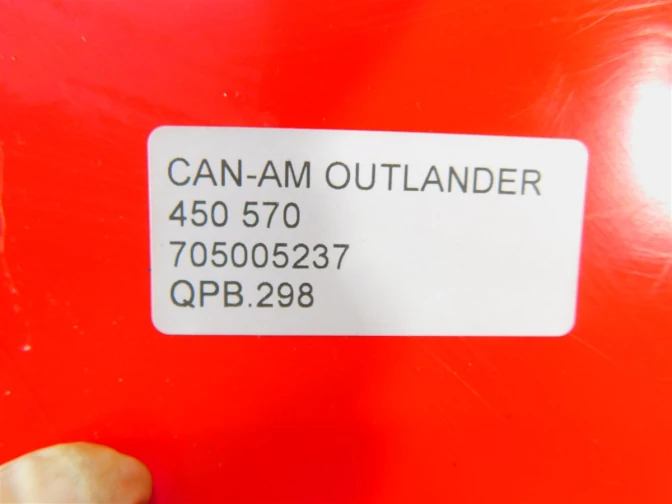 CAN-AM OUTLANDER
450 570
705005237
QPB.298